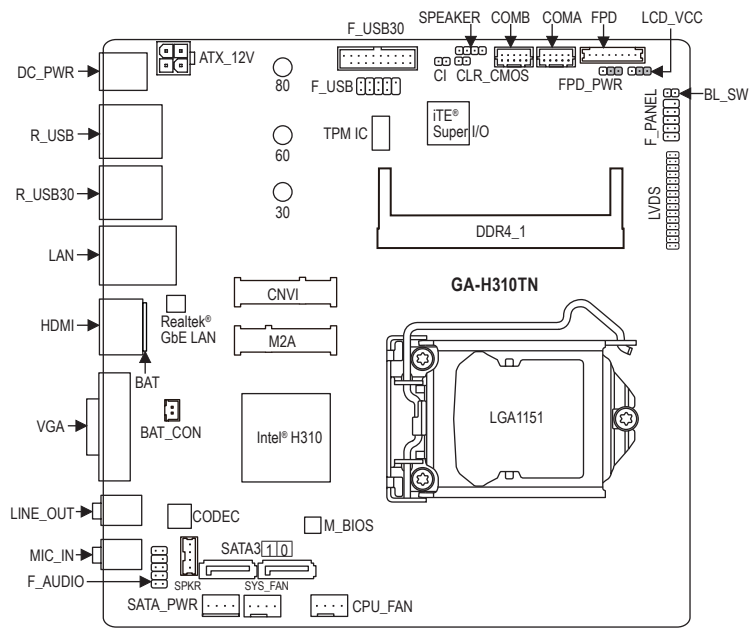 SPEAKER COMB COMA FPD LCD_VCC
F_USB30
ATX_12V
DC_PWR
80
F_USB
CI CLR_CMOS
FPD_PWR
BL_SW
F_PANEL
R_USB
60
TPM IC
iTE®
Super I/O
R_USB30
30
LVDS
DDR4_1
LAN
CNVI
GA-H310TN
HDMI
Realtek®
GbE LAN
M2A
BAT
VGA
BAT_CON
Intel® H310
LGA1151
LINE_OUT
CODEC
M_BIOS
MIC_IN
SATA3 1 0
F_AUDIO
SPKR
SYS_FAN
SATA_PWR
CPU_FAN